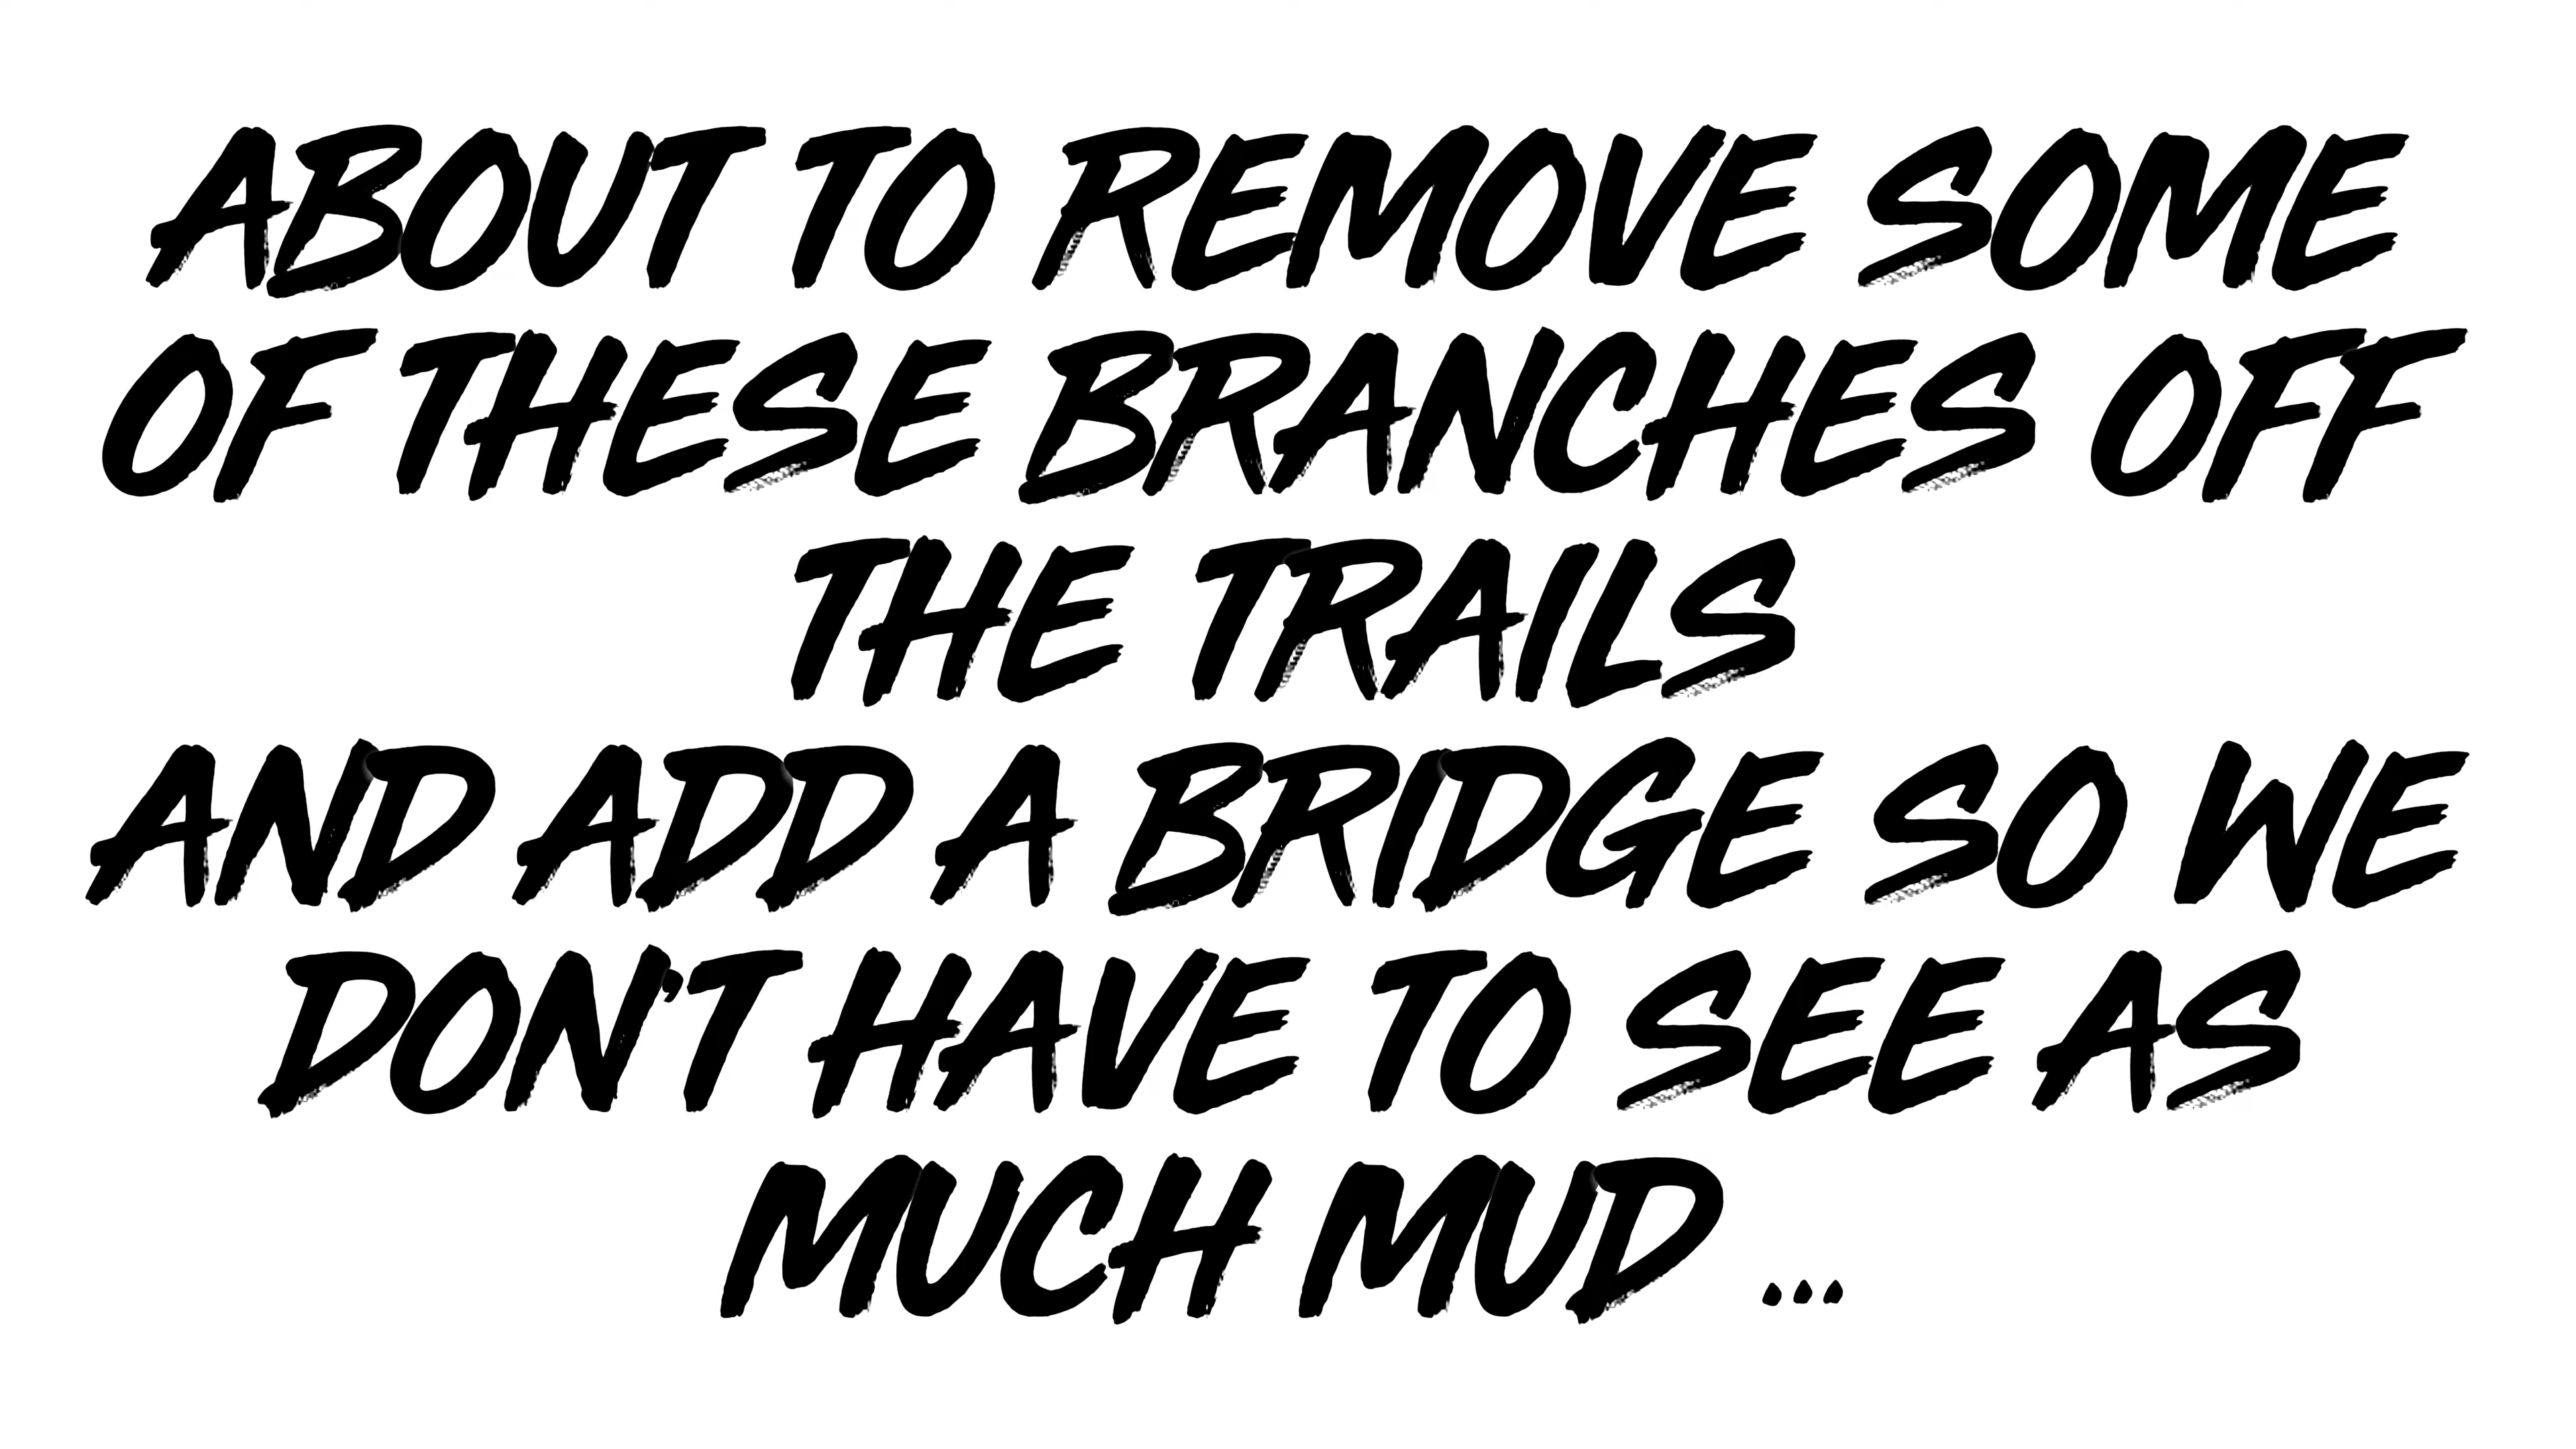 ABOUT TO REMOVE SOME
OF THESE BRANCHES OFF
THE TRAILS
AND ADD A BRIDGE SO WE
DON'T HAVE TO SEE AS
MUCH MUD ...